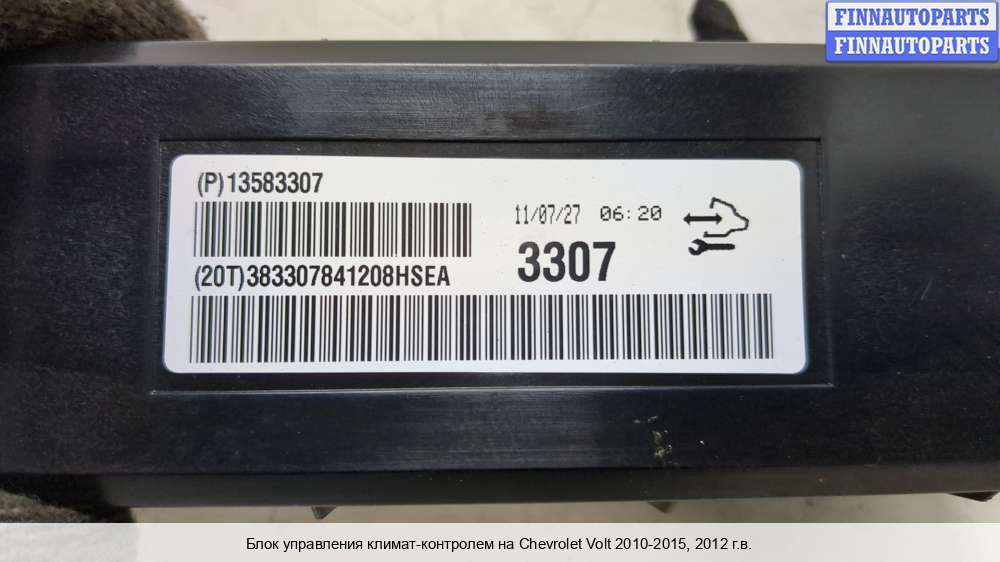 FINNAUTOPARTS
FINNAUTOPARTS
(P)13583307
11/07/27 06:20
3307
(20T)383307841208HSEA
Блок управления климат-контролем на Chevrolet Volt 2010-2015, 2012 г.в.